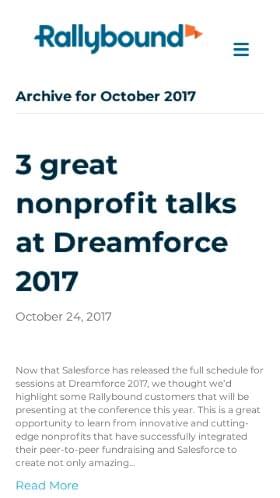 Rallybound
Archive for October 2017
3 great
nonprofit talks
at Dreamforce
2017
October 24, 2017
Now that Salesforce has released the full schedule for
sessions at Dreamforce 2017, we thought we’d
highlight some Rallybound customers that will be
presenting at the conference this year. This is a great
opportunity to learn from innovative and cutting-
edge nonprofits that have successfully integrated
their peer-to-peer fundraising and Salesforce to
create not only amazing…
Read More